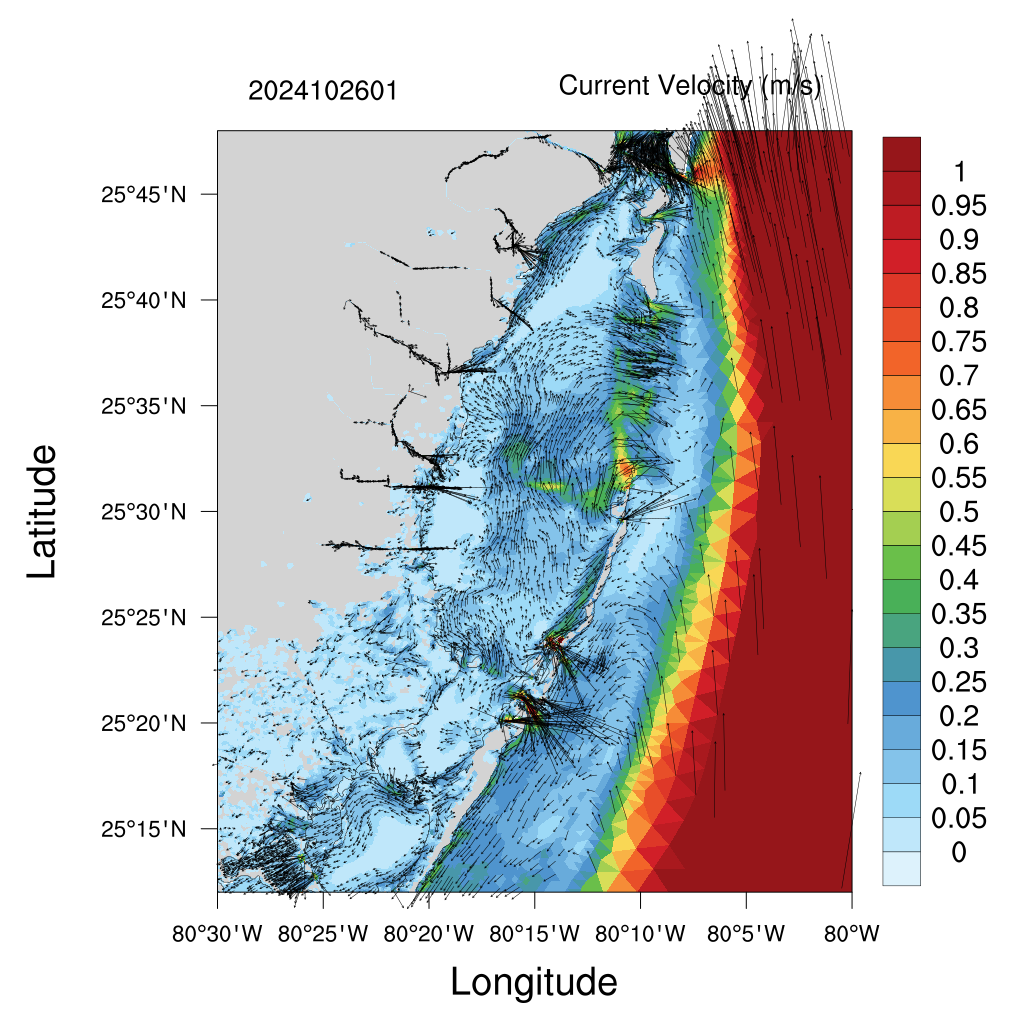 2024102601
Current Velocity (m/s)
Latitude
25°45'N
25°40'N
25°35'N
25°30'N
25°25'N
25°20'N
25°15'N
80°30'W 80°25'W 80°20'W 80°15'W 80°10'W 80°5'W 80°W
Longitude
1
0.95
0.9
0.85
0.8
0.75
0.7
0.65
0.6
0.55
0.5
0.45
0.4
0.35
0.3
0.25
0.2
0.15
0.1
0.05
0